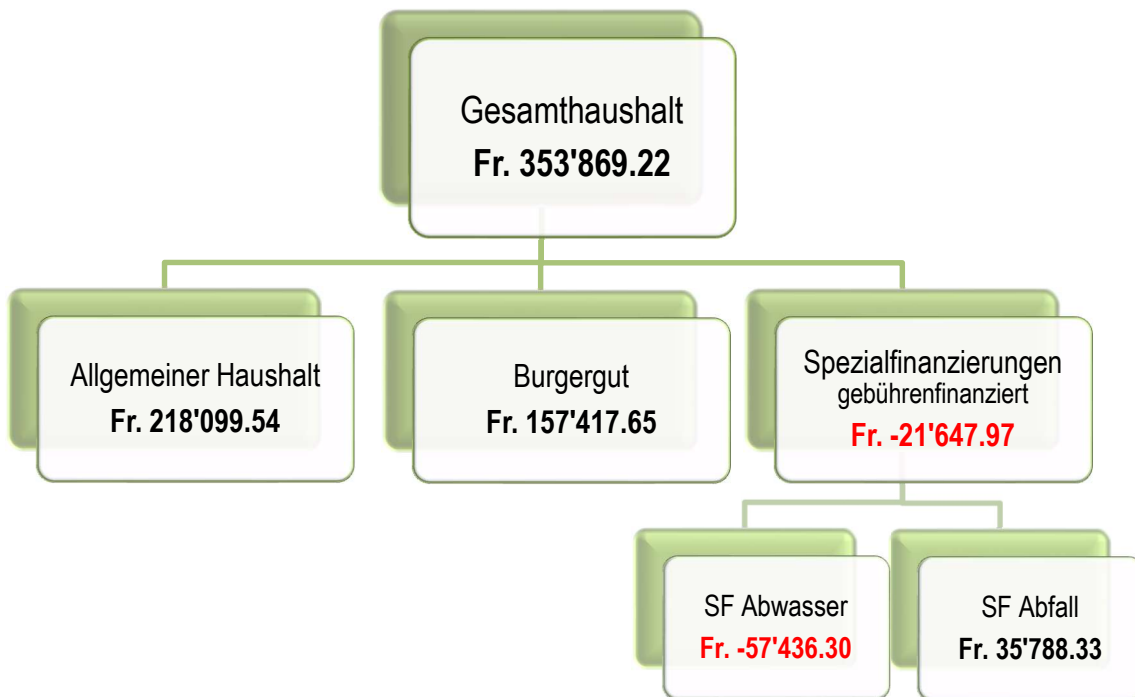 Gesamthaushalt
Fr. 353'869.22
Allgemeiner Haushalt
Fr. 218'099.54
Burgergut
Fr. 157'417.65
Spezialfinanzierungen
gebührenfinanziert
Fr. -21'647.97
SF Abwasser
Fr. -57'436.30
SF Abfall
Fr. 35'788.33